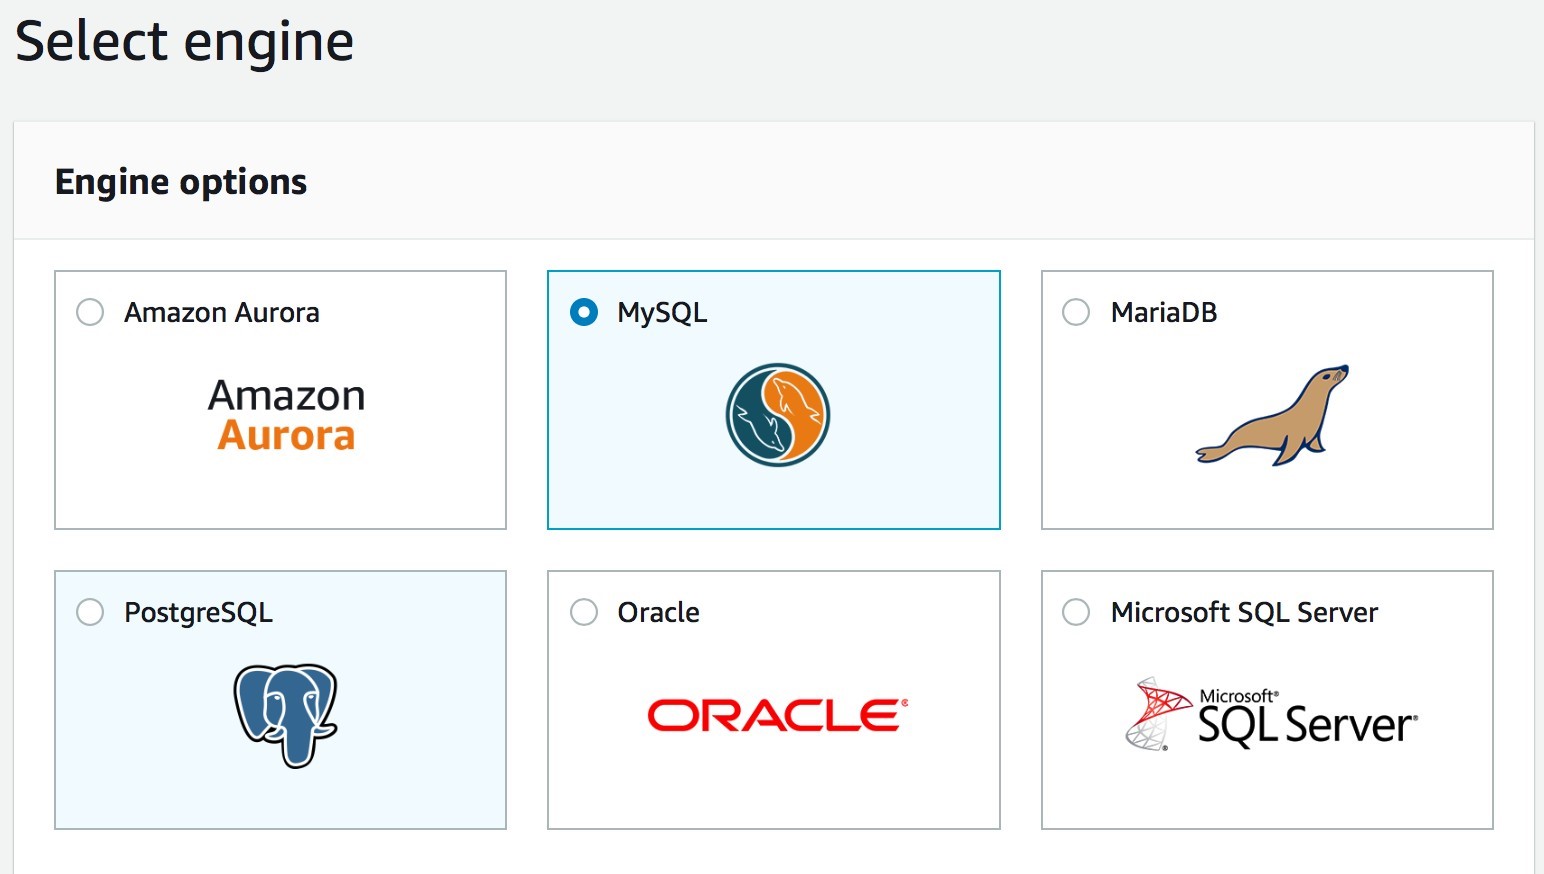 Select engine
Engine options
Amazon Aurora
Amazon
Aurora
MySQL
MariaDB
PostgreSQL
Oracle
ORACLE®
Microsoft SQL Server
Microsoft®
SQL Server®
®